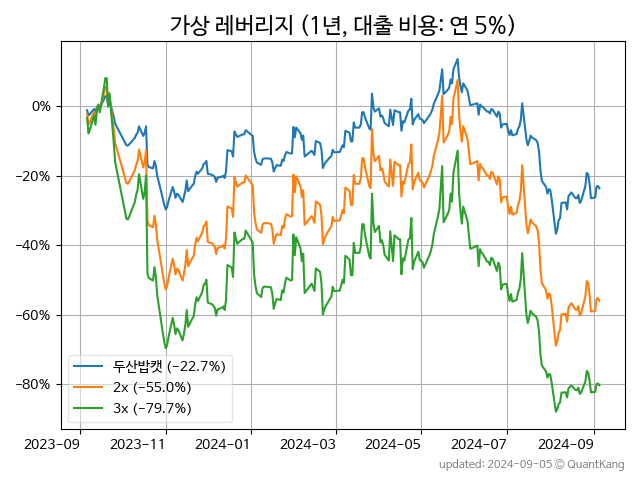 가상 레버리지 (1년, 대출 비용: 연 5%)
0%
−20%
−40%
−60%
−80%
두산밥캣 (−22.7%)
2x (−55.0%)
3x (−79.7%)
2023-09 2023-11 2024-01 2024-03 2024-05 2024-07 2024-09
updated: 2024-09-05 © QuantKang